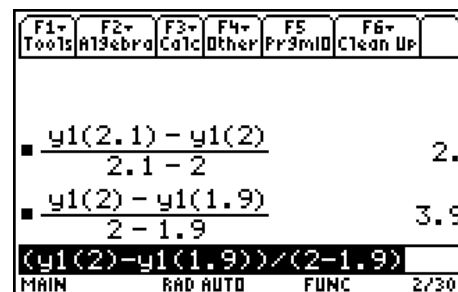 F1▾ F2▾ F3▾ F4▾ F5 F6▾
Tools Algebra Calc Other PrgmIO Clean Up
y1(2.1) - y1(2)
2.1 - 2
2.
y1(2) - y1(1.9)
2 - 1.9
3.9
(y1(2)-y1(1.9))/(2-1.9)
MAIN RAD AUTO FUNC 2/30